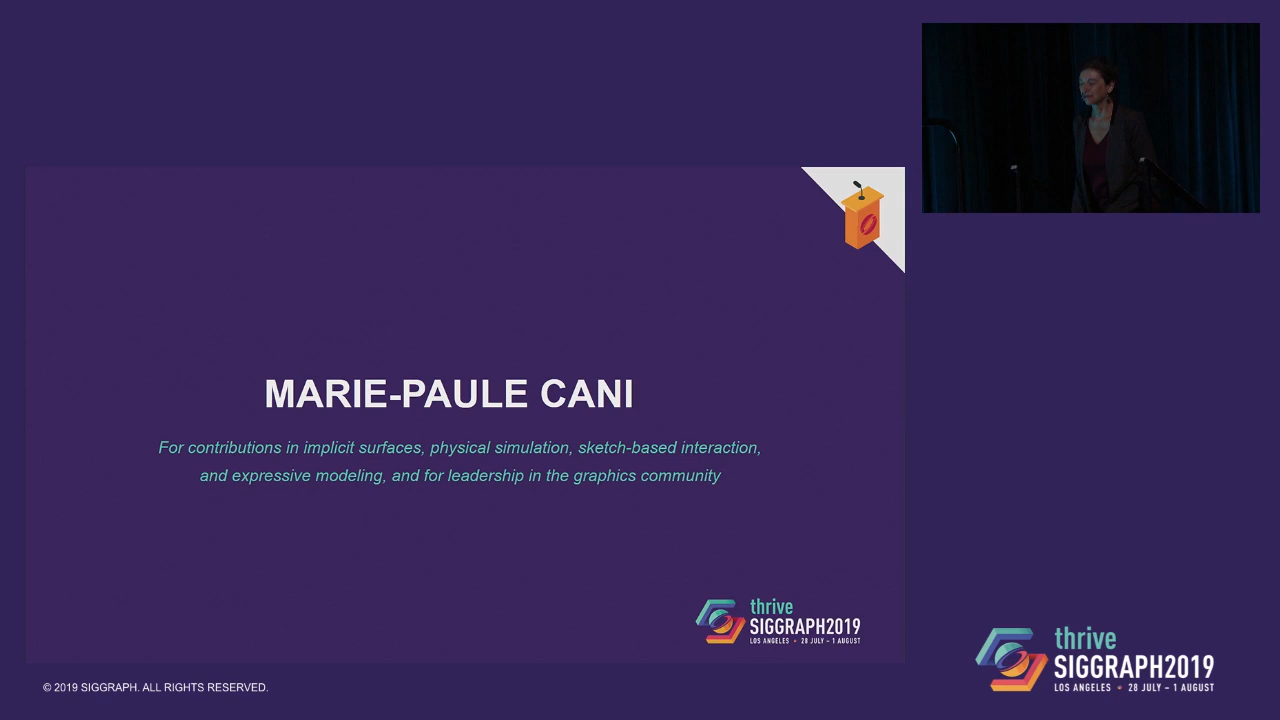 MARIE-PAULE CANI
For contributions in implicit surfaces, physical simulation, sketch-based interaction,
and expressive modeling, and for leadership in the graphics community
thrive
SIGGRAPH2019
LOS ANGELES • 28 JULY – 1 AUGUST
thrive
SIGGRAPH2019
LOS ANGELES • 28 JULY – 1 AUGUST
© 2019 SIGGRAPH. ALL RIGHTS RESERVED.